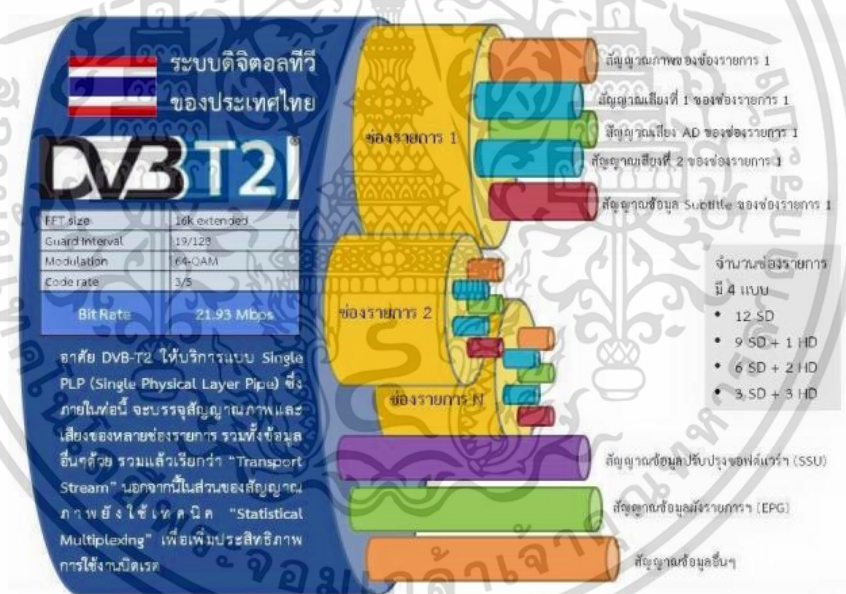 ระบบดิจิตอลทีวี
ของประเทศไทย
DVB T2
FFT size 16k extended
Guard Interval 19/128
Modulation 64-QAM
Code rate 3/5
Bit Rate 21.93 Mbps
อาศัย DVB-T2 ให้บริการแบบ Single
PLP (Single Physical Layer Pipe) ซึ่ง
ภายในท่อนี้ จะบรรจุสัญญาณภาพและ
เสียงของหลายช่องรายการ รวมทั้งข้อมูล
อื่นๆด้วย รวมแล้วเรียกว่า "Transport
Stream" นอกจากนี้ในส่วนของสัญญาณ
ภาพยังใช้เทคนิค "Statistical
Multiplexing" เพื่อเพิ่มประสิทธิภาพ
การใช้งานบิตเรต
ช่องรายการ 1
ช่องรายการ 2
ช่องรายการ N
สัญญาณภาพของช่องรายการ 1
สัญญาณเสียงที่ 1 ของช่องรายการ 1
สัญญาณเสียง AD ของช่องรายการ 1
สัญญาณเสียงที่ 2 ของช่องรายการ 1
สัญญาณข้อมูล Subtitle ของช่องรายการ 1
จำนวนช่องรายการ
มี 4 แบบ
• 12 SD
• 9 SD + 1 HD
• 6 SD + 2 HD
• 3 SD + 3 HD
สัญญาณข้อมูลปรับปรุงซอฟต์แวร์ฯ (SSU)
สัญญาณข้อมูลผังรายการฯ (EPG)
สัญญาณข้อมูลอื่นๆ